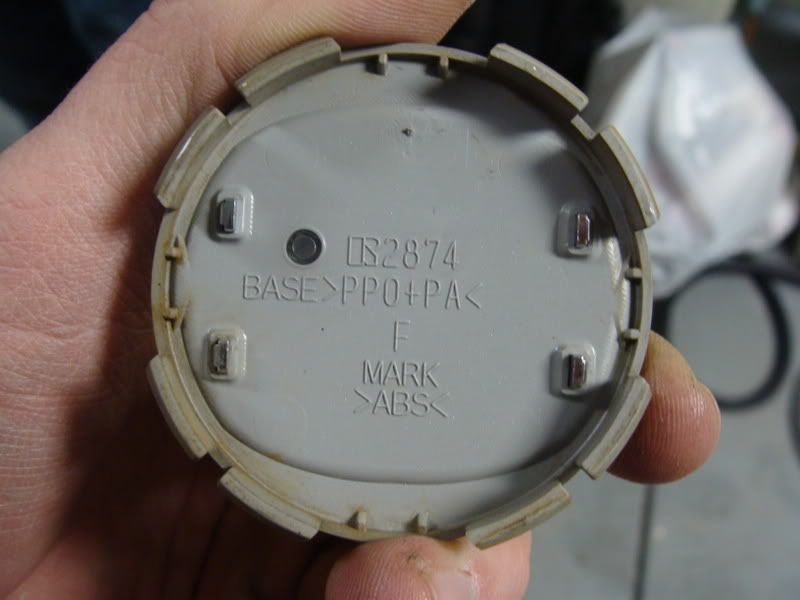 2874
BASE>PPO+PA<
F
MARK
>ABS<